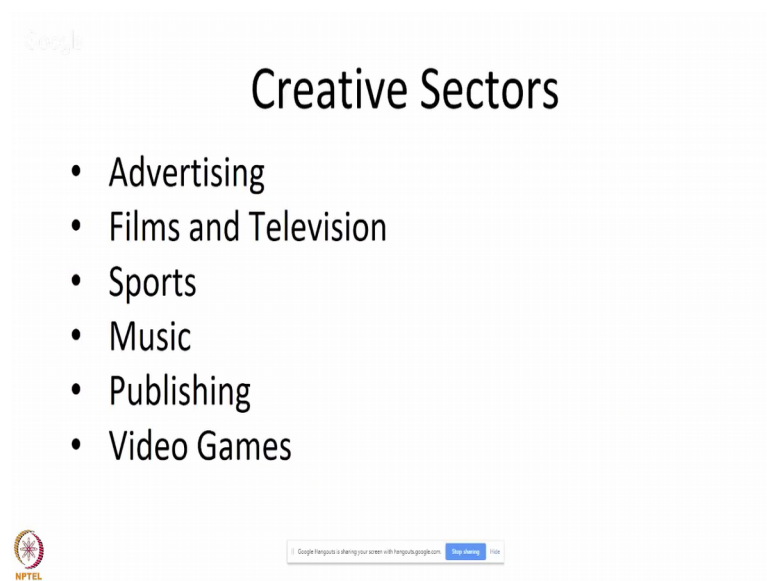 Google
Creative Sectors
• Advertising
• Films and Television
• Sports
• Music
• Publishing
• Video Games
Google Hangouts is sharing your screen with hangouts.google.com. Stop sharing Hide
NPTEL